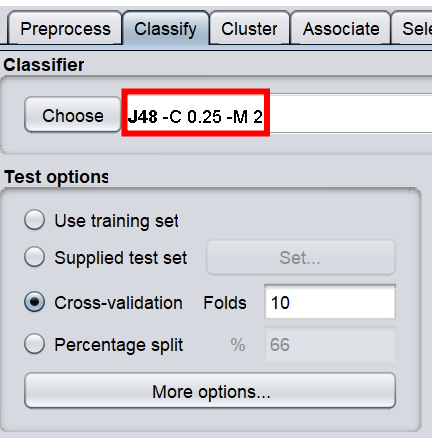 Preprocess Classify Cluster Associate Sele
Classifier
Choose J48 -C 0.25 -M 2
Test options
Use training set
Supplied test set Set...
Cross-validation Folds 10
Percentage split % 66
More options...